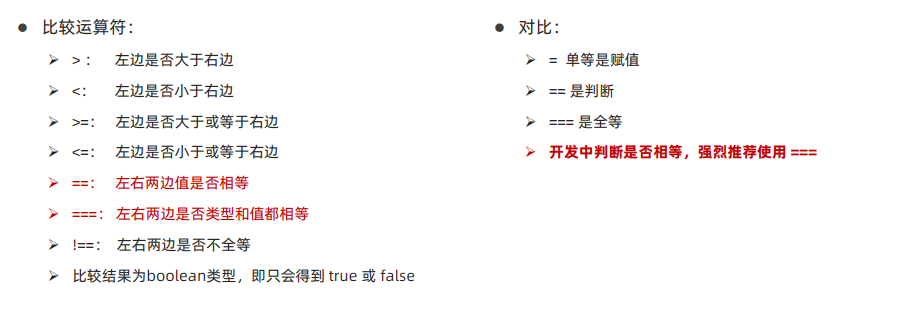 比较运算符：
> ： 左边是否大于右边
<： 左边是否小于右边
>=： 左边是否大于或等于右边
<=： 左边是否小于或等于右边
==： 左右两边值是否相等
===： 左右两边是否类型和值都相等
!==： 左右两边是否不全等
比较结果为boolean类型，即只会得到 true 或 false
对比：
= 单等是赋值
== 是判断
=== 是全等
开发中判断是否相等，强烈推荐使用 ===